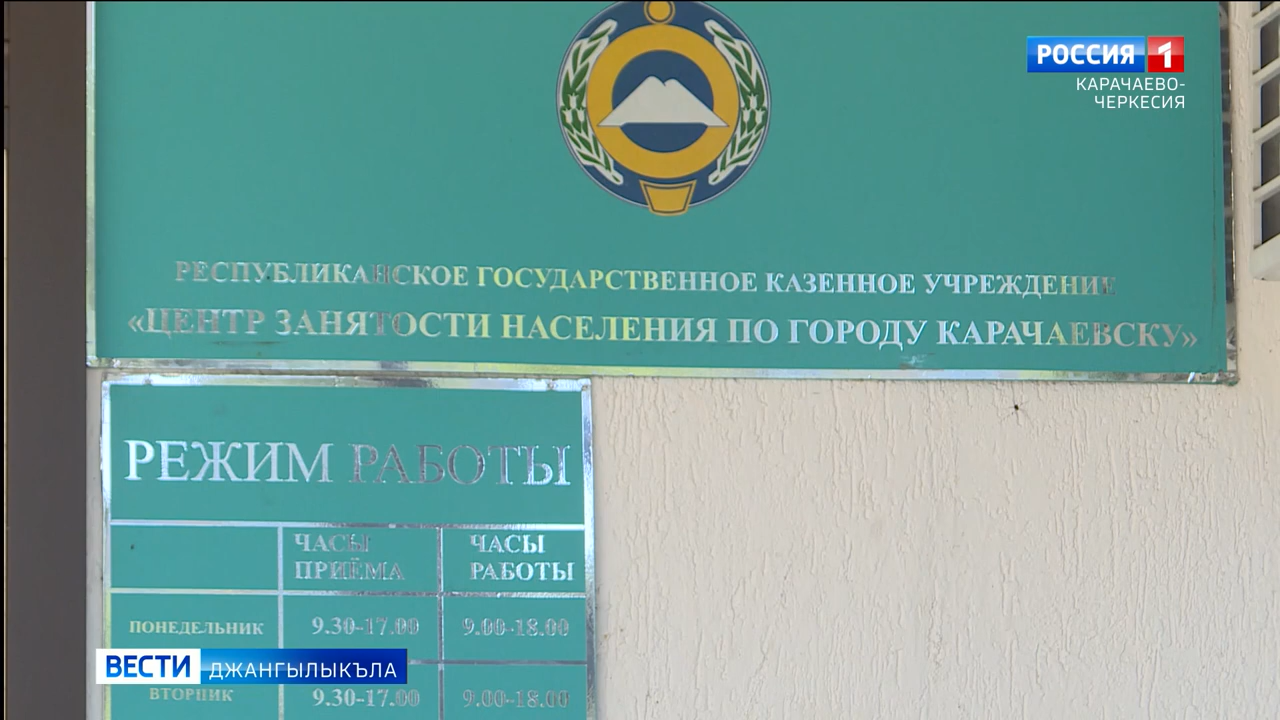 РОССИЯ 1
КАРАЧАЕВО-
ЧЕРКЕСИЯ
РЕСПУБЛИКАНСКОЕ ГОСУДАРСТВЕННОЕ КАЗЕННОЕ УЧРЕЖДЕНИЕ
«ЦЕНТР ЗАНЯТОСТИ НАСЕЛЕНИЯ ПО ГОРОДУ КАРАЧАЕВСКУ»
РЕЖИМ РАБОТЫ
ЧАСЫ ПРИЁМА
ЧАСЫ РАБОТЫ
ПОНЕДЕЛЬНИК 9.30-17.00 9.00-18.00
ВЕСТИ ДЖАНГЫЛЫКЪЛА
ВТОРНИК 9.30-17.00 9.00-18.00